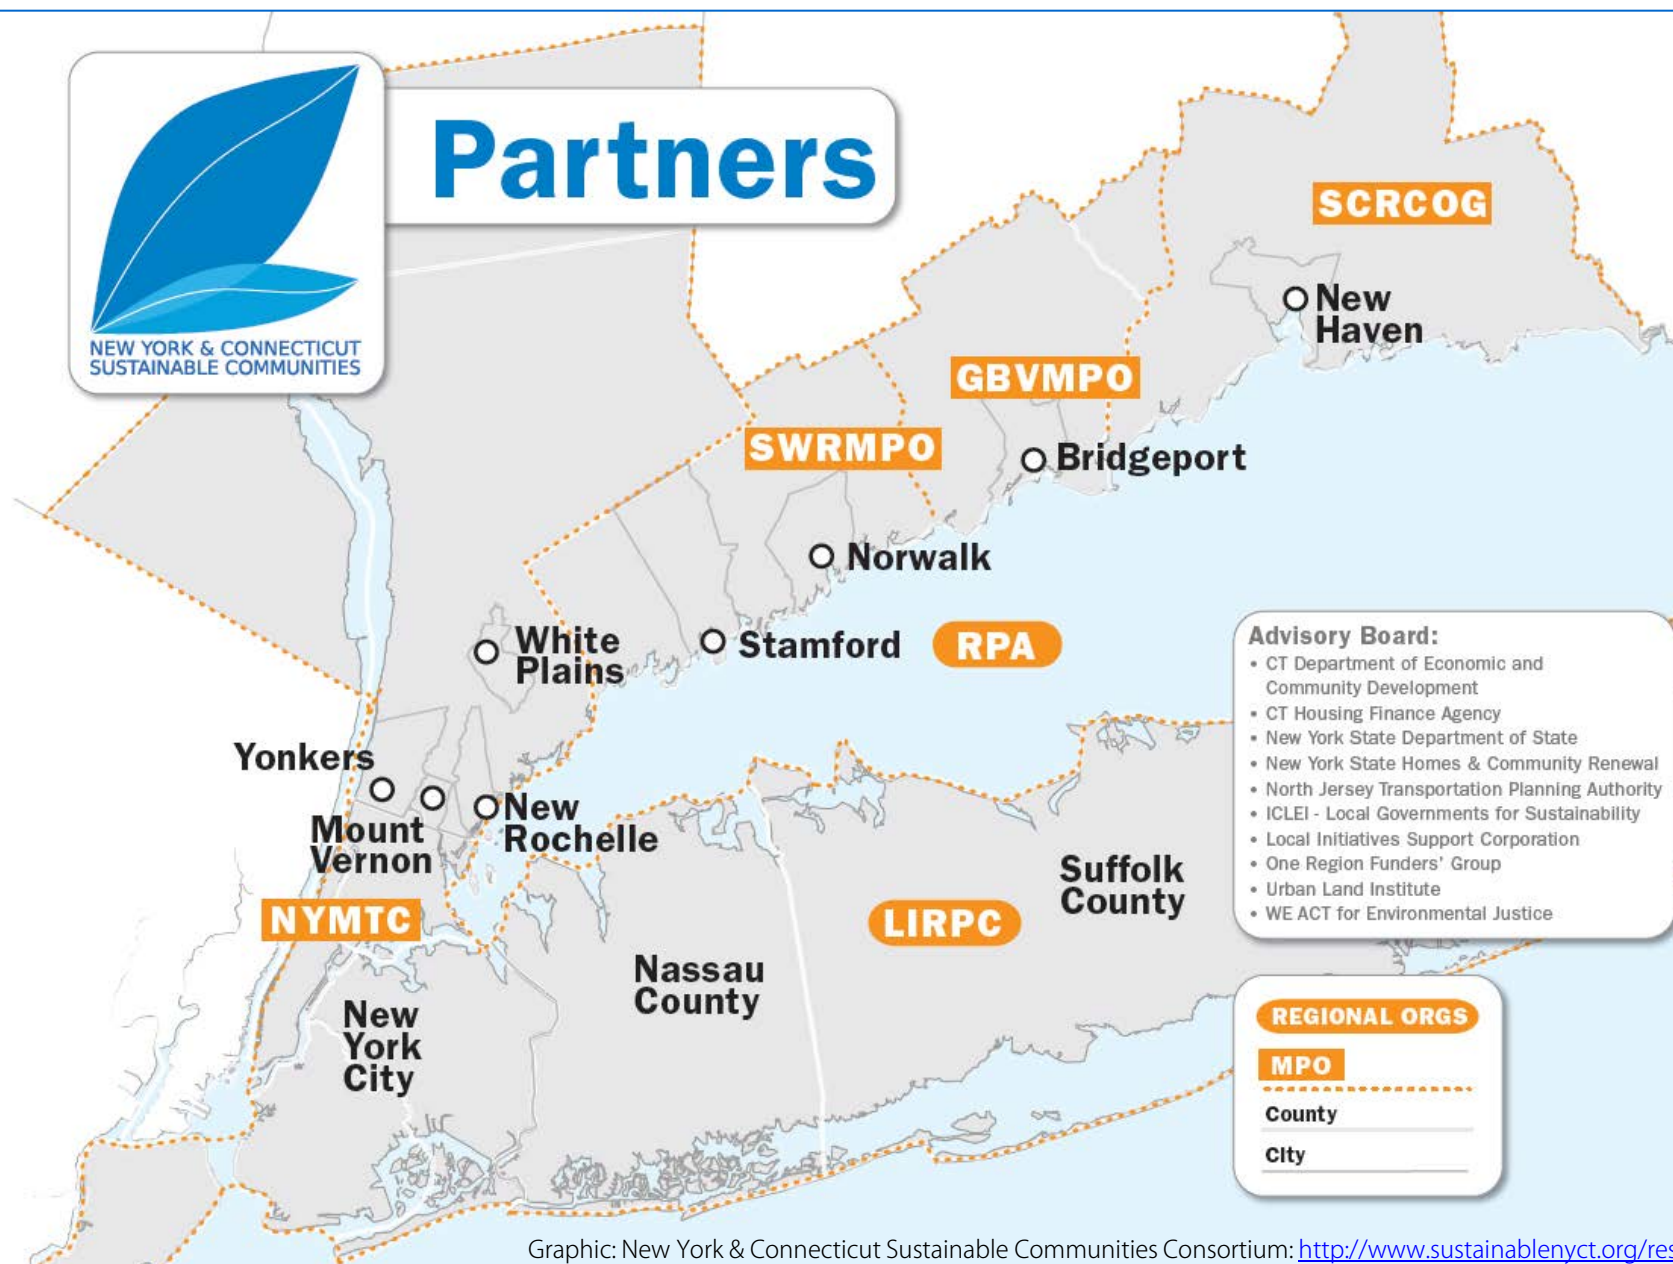 Partners
NEW YORK & CONNECTICUT
SUSTAINABLE COMMUNITIES
SCRCOG
New
Haven
GBVMPO
SWRMPO
Bridgeport
Norwalk
White
Plains
Stamford
RPA
Yonkers
Mount
Vernon
New
Rochelle
NYMTC
New
York
City
Nassau
County
LIRPC
Suffolk
County
Advisory Board:
• CT Department of Economic and
Community Development
• CT Housing Finance Agency
• New York State Department of State
• New York State Homes & Community Renewal
• North Jersey Transportation Planning Authority
• ICLEI - Local Governments for Sustainability
• Local Initiatives Support Corporation
• One Region Funders' Group
• Urban Land Institute
• WE ACT for Environmental Justice
REGIONAL ORGS
MPO
County
City
Graphic: New York & Connecticut Sustainable Communities Consortium: http://www.sustainablenyct.org/res